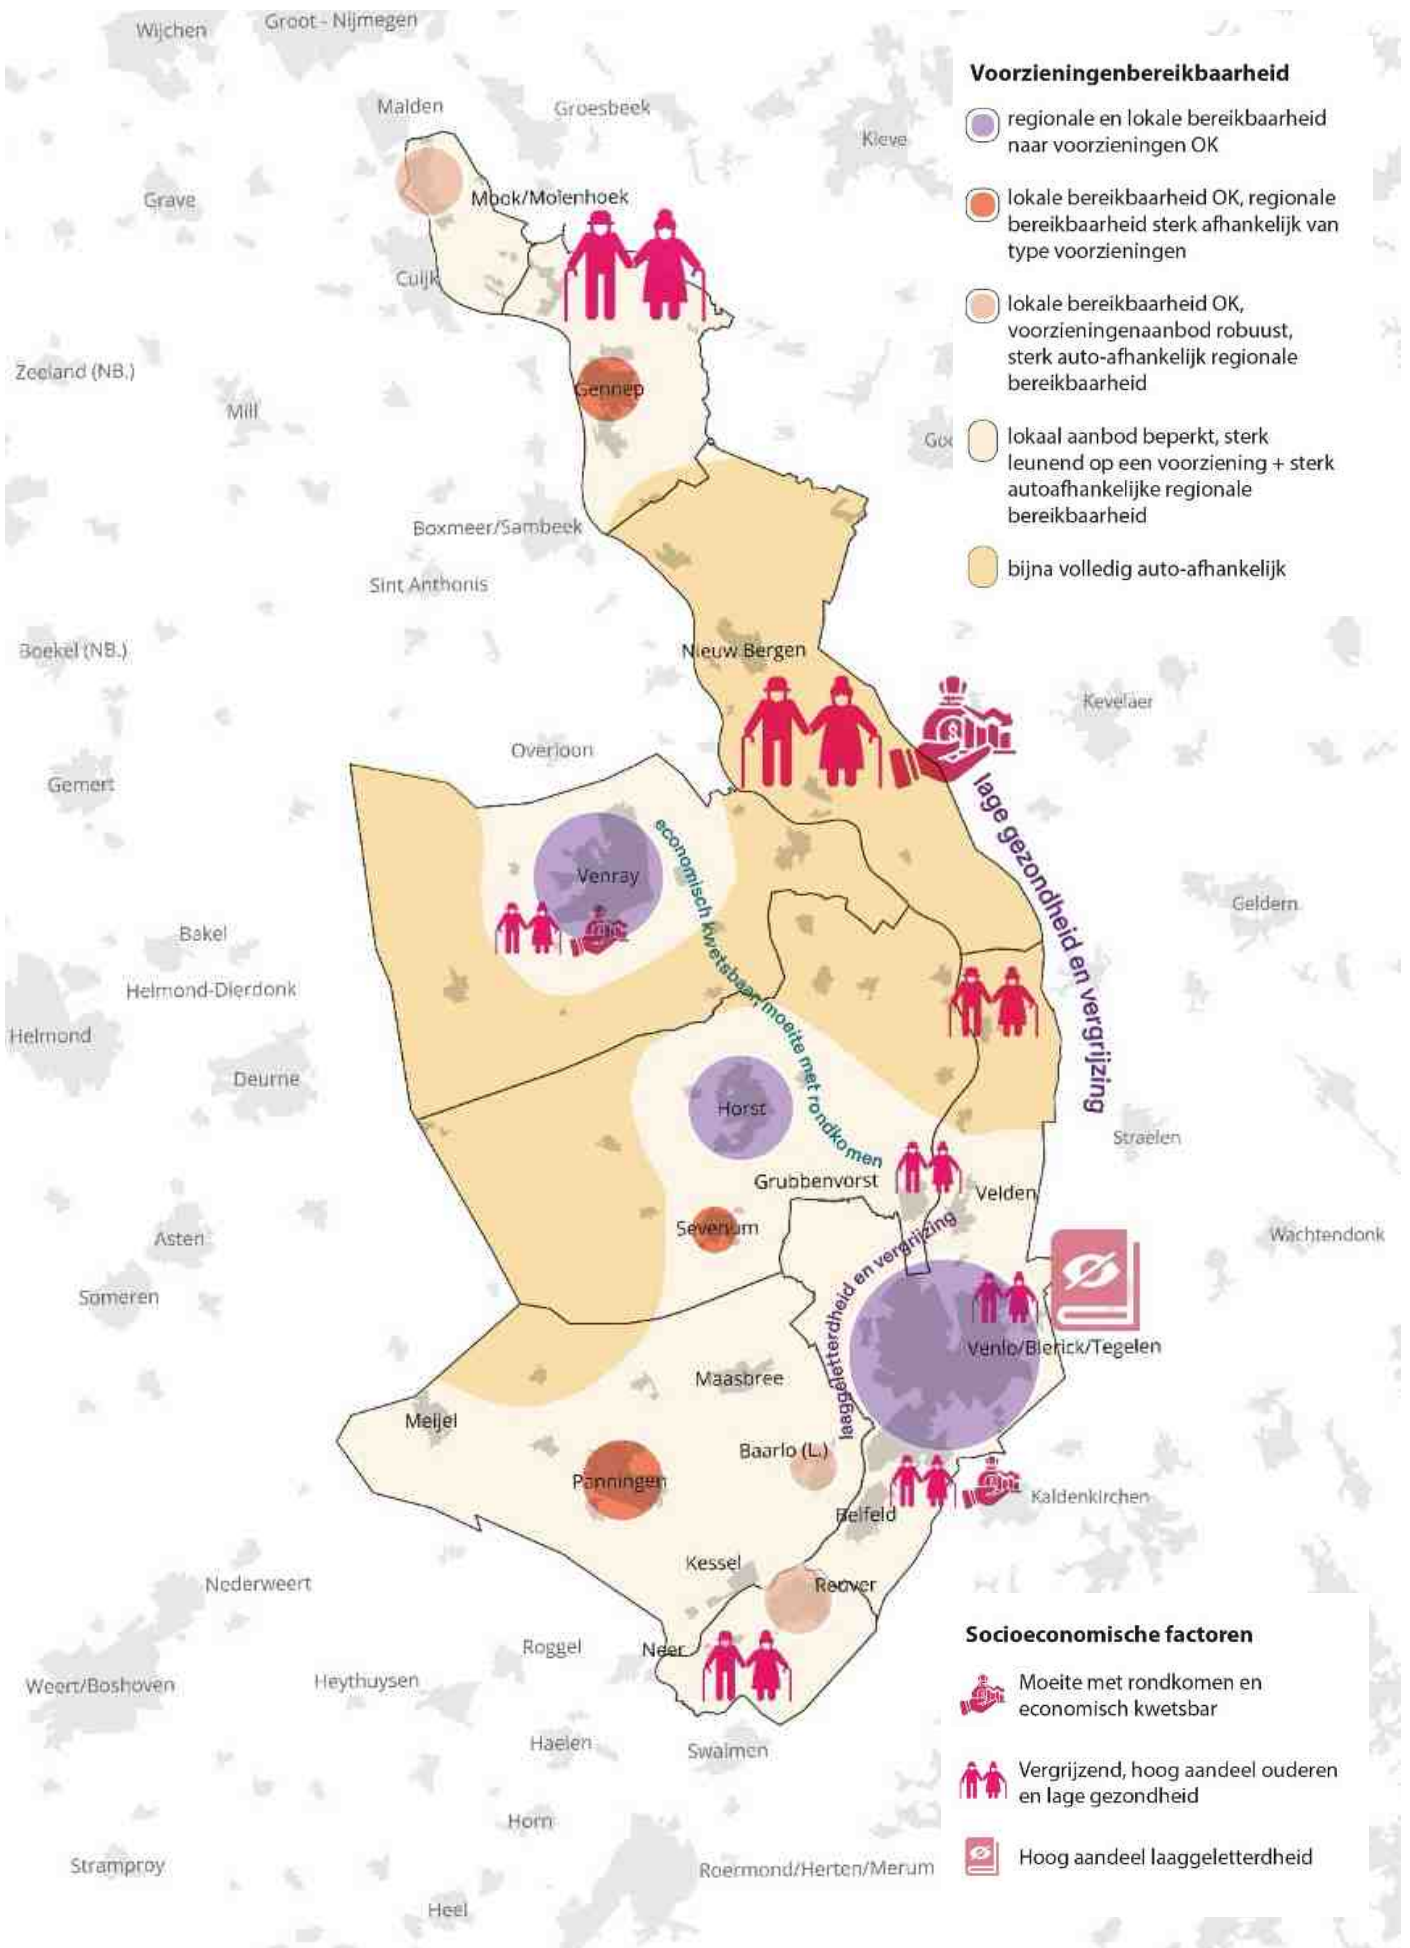 Wijchen
Groot - Nijmegen
Malden
Groesbeek
Kleve
Grave
Mook/Molenhoek
Cuijk
Zeeland (NB.)
Mill
Gennep
Goc
Boxmeer/Sambeek
Sint Anthonis
Boekel (NB.)
Nieuw Bergen
Kevelaer
Overloon
Gemert
Venray
economisch kwetsbaar, moeite met rondkomen
lage gezondheid en vergrijzing
Geldern
Bakel
Helmond-Dierdonk
Helmond
Deurne
Horst
Straelen
Grubbenvorst
Velden
Sevenum
Asten
Wachtendonk
Someren
laaggeletterdheid en vergrijzing
Venlo/Blerick/Tegelen
Maasbree
Meijel
Baarlo (L.)
Panningen
Kaldenkirchen
Belfeld
Kessel
Reuver
Nederweert
Roggel
Neer
Weert/Boshoven
Heythuysen
Haelen
Swalmen
Horn
Stramproy
Roermond/Herten/Merum
Heel
Voorzieningenbereikbaarheid
regionale en lokale bereikbaarheid
naar voorzieningen OK
lokale bereikbaarheid OK, regionale
bereikbaarheid sterk afhankelijk van
type voorzieningen
lokale bereikbaarheid OK,
voorzieningenaanbod robuust,
sterk auto-afhankelijk regionale
bereikbaarheid
lokaal aanbod beperkt, sterk
leunend op een voorziening + sterk
autoafhankelijke regionale
bereikbaarheid
bijna volledig auto-afhankelijk
Socioeconomische factoren
Moeite met rondkomen en
economisch kwetsbar
Vergrijzend, hoog aandeel ouderen
en lage gezondheid
Hoog aandeel laaggeletterdheid